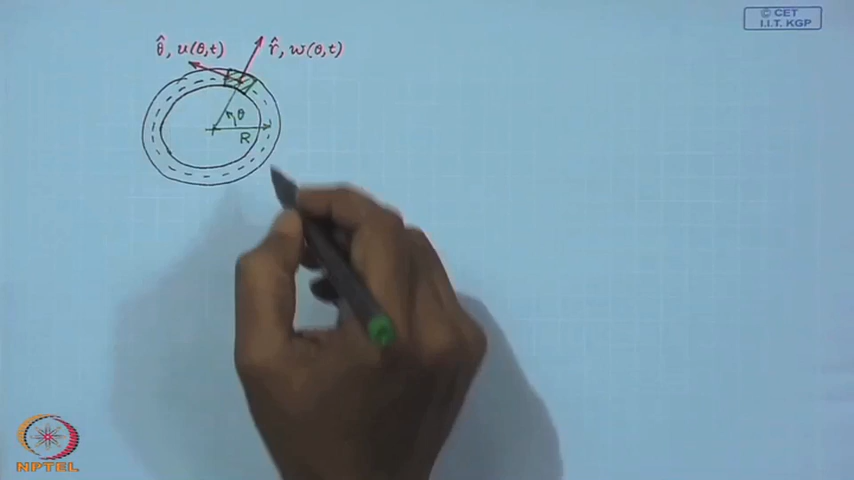 © CET
I.I.T. KGP
θ̂, u(θ,t)
r̂, w(θ,t)
θ
R
NPTEL